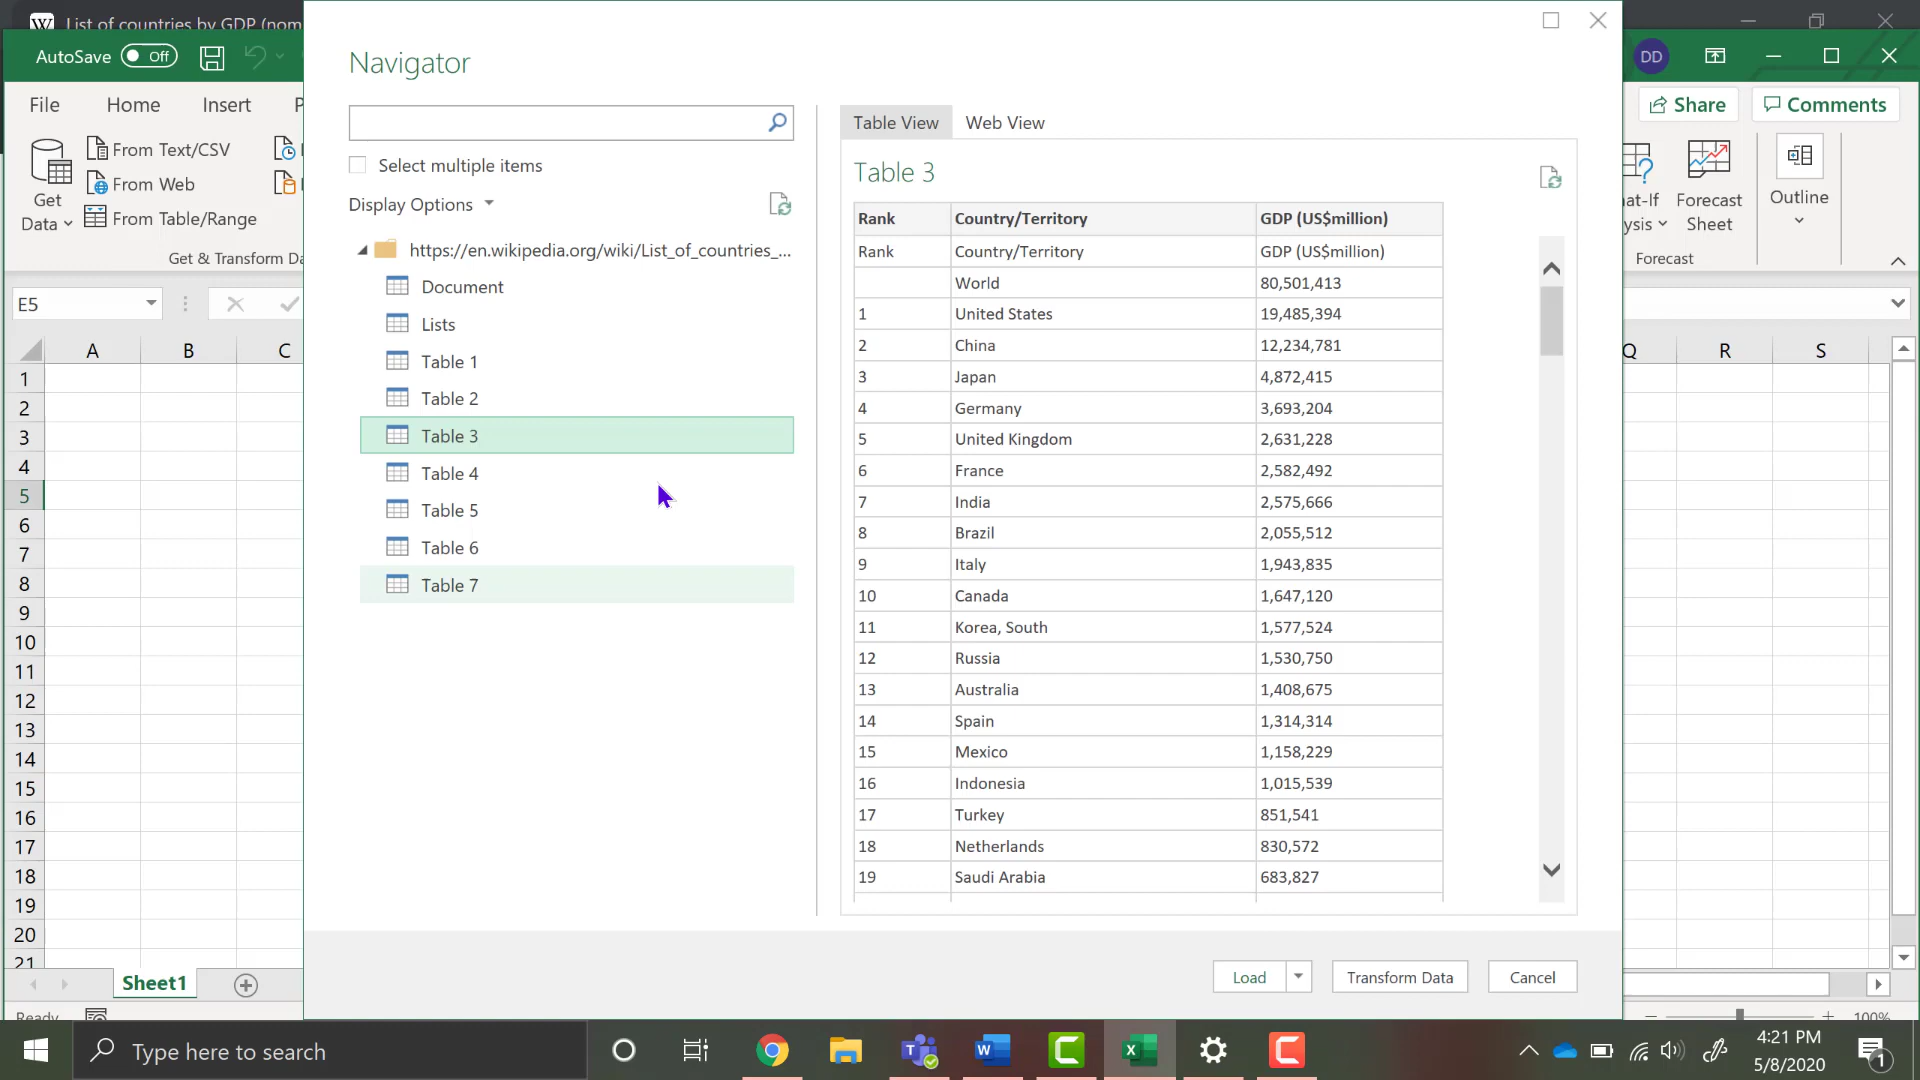 List of countries by GDP (nom
AutoSave Off
DD
File Home Insert P
Share Comments
Get Data
From Text/CSV
From Web
From Table/Range
Get & Transform Da
Forecast Sheet
Outline
Forecast
E5
A B C
Q R S
1
2
3
4
5
6
7
8
9
10
11
12
13
14
15
16
17
18
19
20
21
Sheet1
Ready
100%
Navigator
Select multiple items
Display Options
https://en.wikipedia.org/wiki/List_of_countries_...
Document
Lists
Table 1
Table 2
Table 3
Table 4
Table 5
Table 6
Table 7
Table View Web View
Table 3
Rank Country/Territory GDP (US$million)
Rank Country/Territory GDP (US$million)
World 80,501,413
1 United States 19,485,394
2 China 12,234,781
3 Japan 4,872,415
4 Germany 3,693,204
5 United Kingdom 2,631,228
6 France 2,582,492
7 India 2,575,666
8 Brazil 2,055,512
9 Italy 1,943,835
10 Canada 1,647,120
11 Korea, South 1,577,524
12 Russia 1,530,750
13 Australia 1,408,675
14 Spain 1,314,314
15 Mexico 1,158,229
16 Indonesia 1,015,539
17 Turkey 851,541
18 Netherlands 830,572
19 Saudi Arabia 683,827
Load Transform Data Cancel
Type here to search
4:21 PM
5/8/2020
1